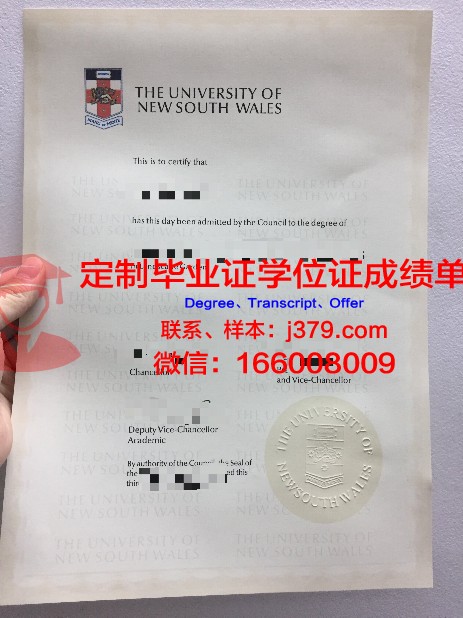 THE UNIVERSITY OF
NEW SOUTH WALES
This is to certify that
has this day been admitted by the Council to the degree of
定制毕业证学位证成绩单
Degree, Transcript, Offer
联系、样本：j379.com
微信：166098009
Chancellor
and Vice-Chancellor
Deputy Vice-Chancellor
Academic
By authority of the Council, the Seal of
the
this
THE UNIVERSITY OF
NEW SOUTH WALES